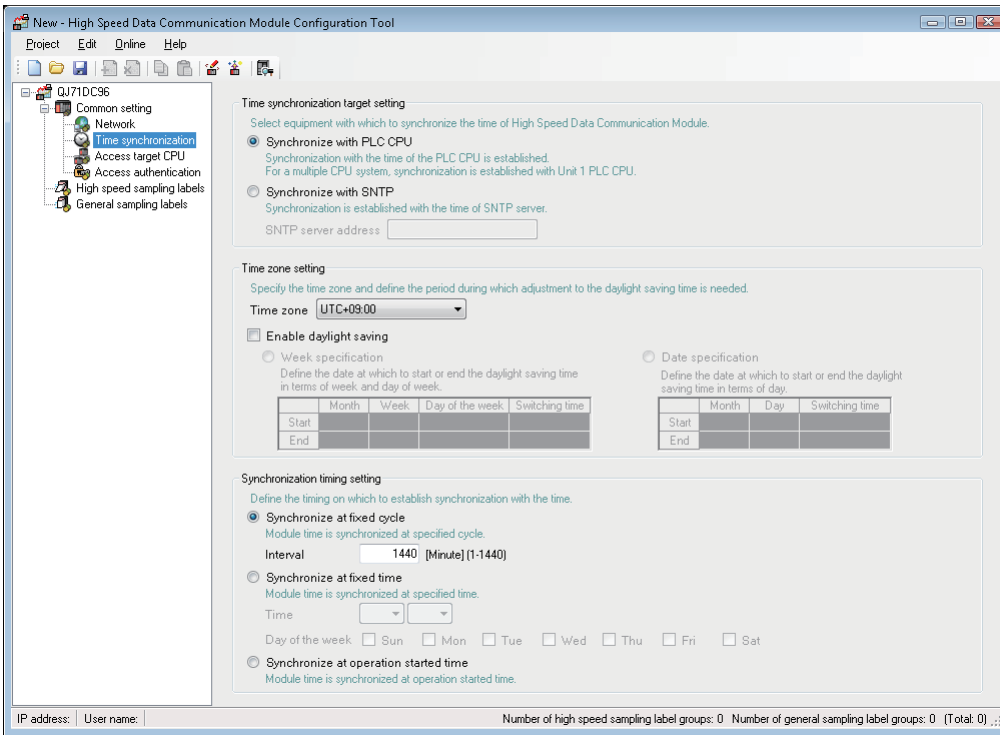 New - High Speed Data Communication Module Configuration Tool
Project Edit Online Help
QJ71DC96
Common setting
Network
Time synchronization
Access target CPU
Access authentication
High speed sampling labels
General sampling labels
Time synchronization target setting
Select equipment with which to synchronize the time of High Speed Data Communication Module.
Synchronize with PLC CPU
Synchronization with the time of the PLC CPU is established.
For a multiple CPU system, synchronization is established with Unit 1 PLC CPU.
Synchronize with SNTP
Synchronization is established with the time of SNTP server.
SNTP server address
Time zone setting
Specify the time zone and define the period during which adjustment to the daylight saving time is needed.
Time zone UTC+09:00
Enable daylight saving
Week specification
Define the date at which to start or end the daylight saving time
in terms of week and day of week.
Month Week Day of the week Switching time
Start
End
Date specification
Define the date at which to start or end the daylight
saving time in terms of day.
Month Day Switching time
Start
End
Synchronization timing setting
Define the timing on which to establish synchronization with the time.
Synchronize at fixed cycle
Module time is synchronized at specified cycle.
Interval 1440 [Minute] (1-1440)
Synchronize at fixed time
Module time is synchronized at specified time.
Time
Day of the week Sun Mon Tue Wed Thu Fri Sat
Synchronize at operation started time
Module time is synchronized at operation started time.
IP address: User name: Number of high speed sampling label groups: 0 Number of general sampling label groups: 0 (Total: 0)